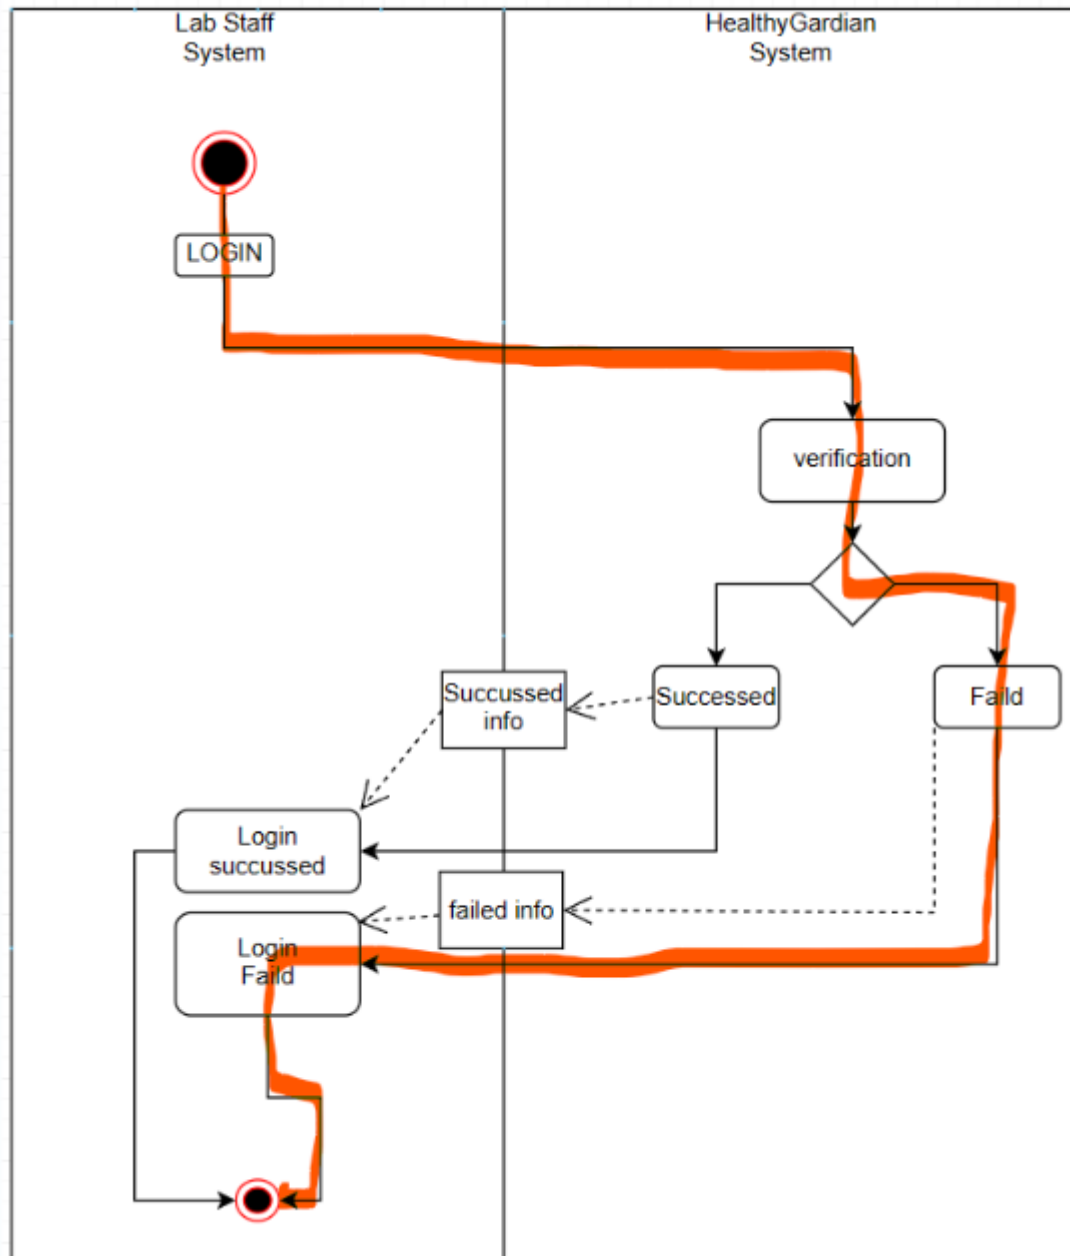 Lab Staff
System
HealthyGardian
System
LOGIN
verification
Succussed
info
Successed
Faild
Login
succussed
failed info
Login
Faild